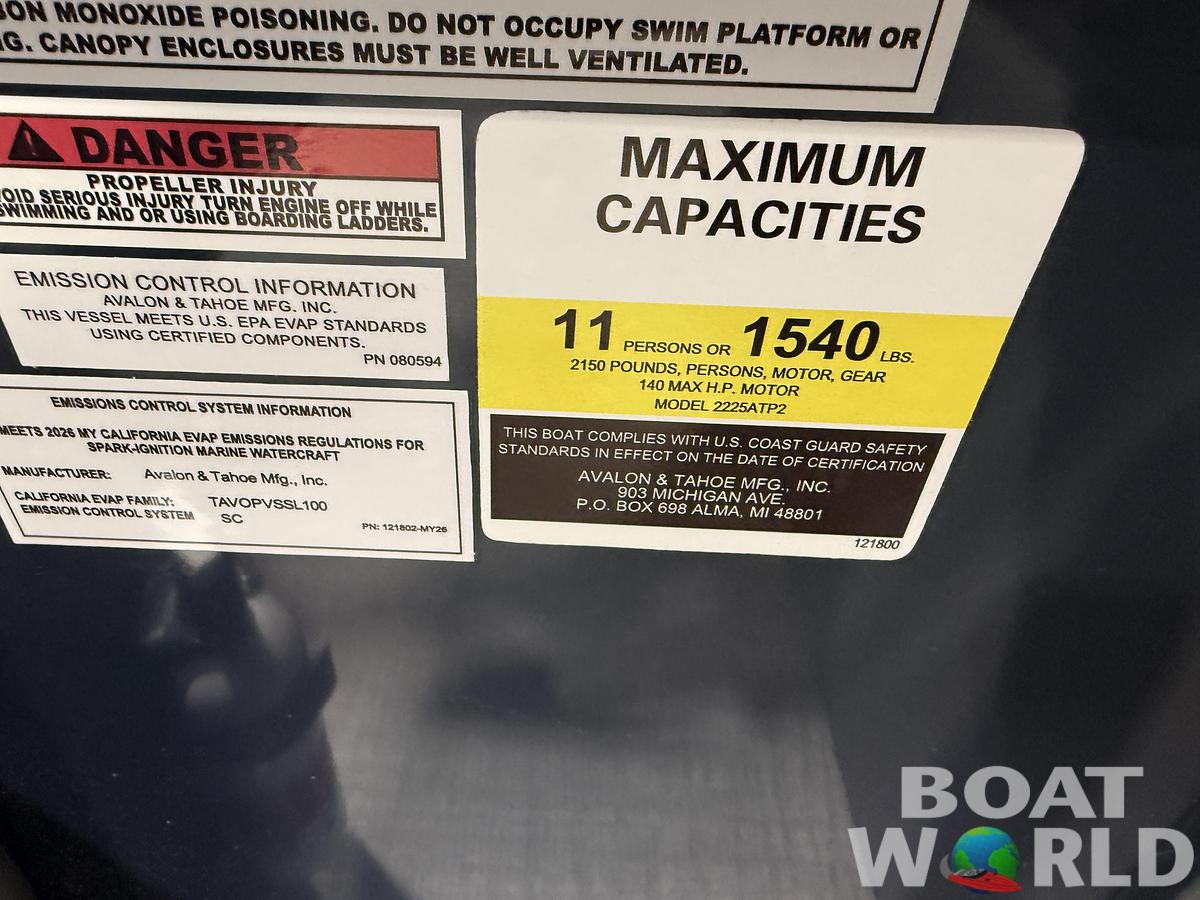 MONOXIDE POISONING. DO NOT OCCUPY SWIM PLATFORM OR
CANOPY ENCLOSURES MUST BE WELL VENTILATED.
DANGER
PROPELLER INJURY
SERIOUS INJURY TURN ENGINE OFF WHILE
SWIMMING AND OR USING BOARDING LADDERS.
EMISSION CONTROL INFORMATION
AVALON & TAHOE MFG. INC.
THIS VESSEL MEETS U.S. EPA EVAP STANDARDS
USING CERTIFIED COMPONENTS.
PN 080594
EMISSIONS CONTROL SYSTEM INFORMATION
MEETS 2026 MY CALIFORNIA EVAP EMISSIONS REGULATIONS FOR
SPARK-IGNITION MARINE WATERCRAFT
MANUFACTURER: Avalon & Tahoe Mfg., Inc.
CALIFORNIA EVAP FAMILY: TAVOPVSSL100
EMISSION CONTROL SYSTEM SC
PN: 121802-MY26
MAXIMUM
CAPACITIES
11 PERSONS OR 1540 LBS.
2150 POUNDS, PERSONS, MOTOR, GEAR
140 MAX H.P. MOTOR
MODEL 2225ATP2
THIS BOAT COMPLIES WITH U.S. COAST GUARD SAFETY
STANDARDS IN EFFECT ON THE DATE OF CERTIFICATION
AVALON & TAHOE MFG., INC.
903 MICHIGAN AVE.
P.O. BOX 698 ALMA, MI 48801
121800
BOAT
WORLD